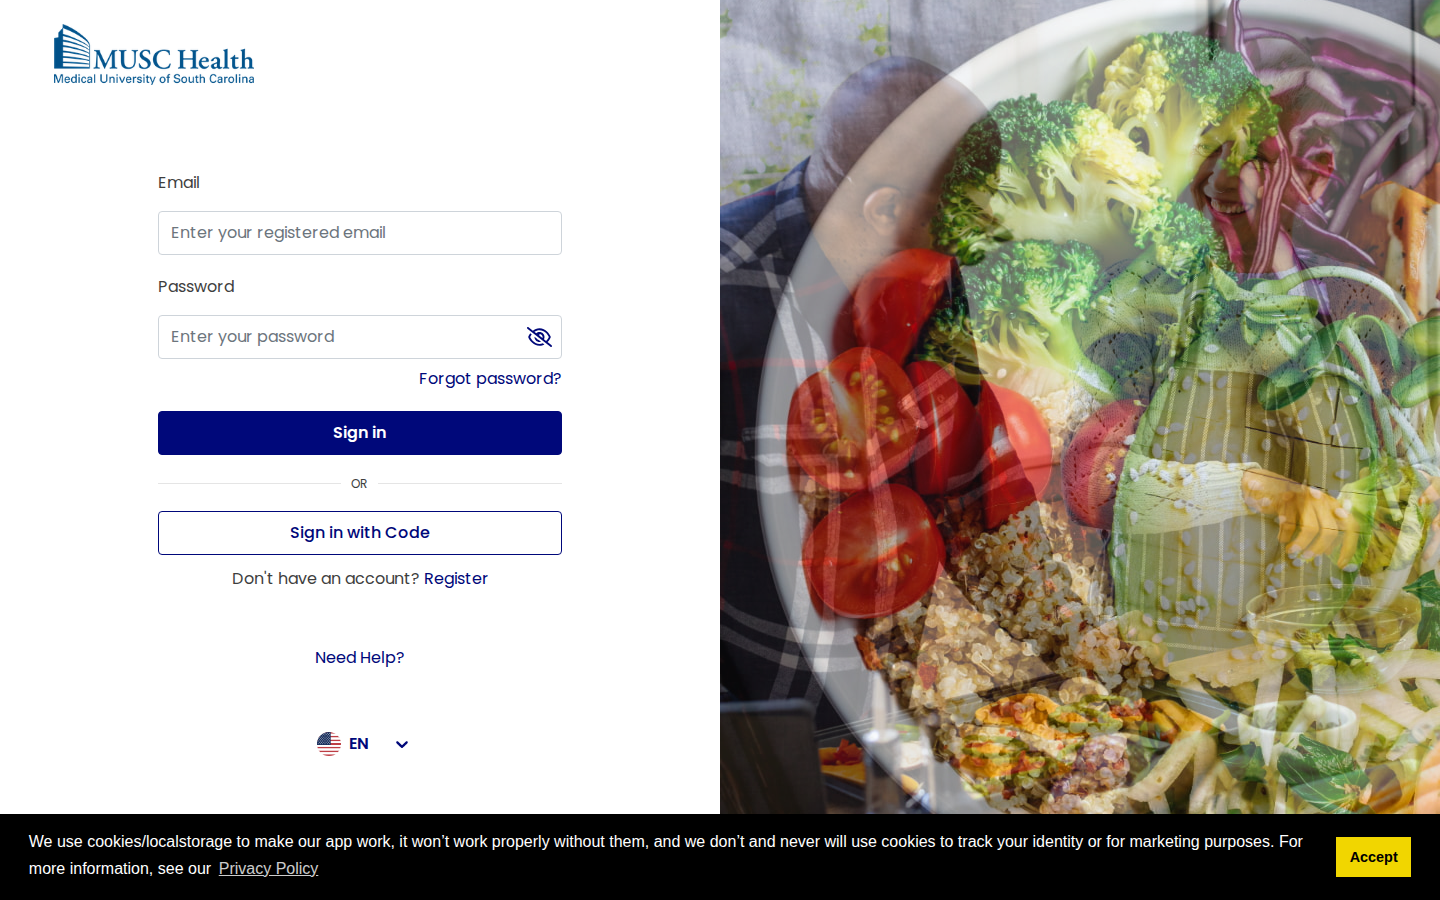 MUSC Health
Medical University of South Carolina
Email
Enter your registered email
Password
Enter your password
Forgot password?
Sign in
OR
Sign in with Code
Don't have an account? Register
Need Help?
EN
We use cookies/localstorage to make our app work, it won’t work properly without them, and we don’t and never will use cookies to track your identity or for marketing purposes. For
more information, see our Privacy Policy
Accept